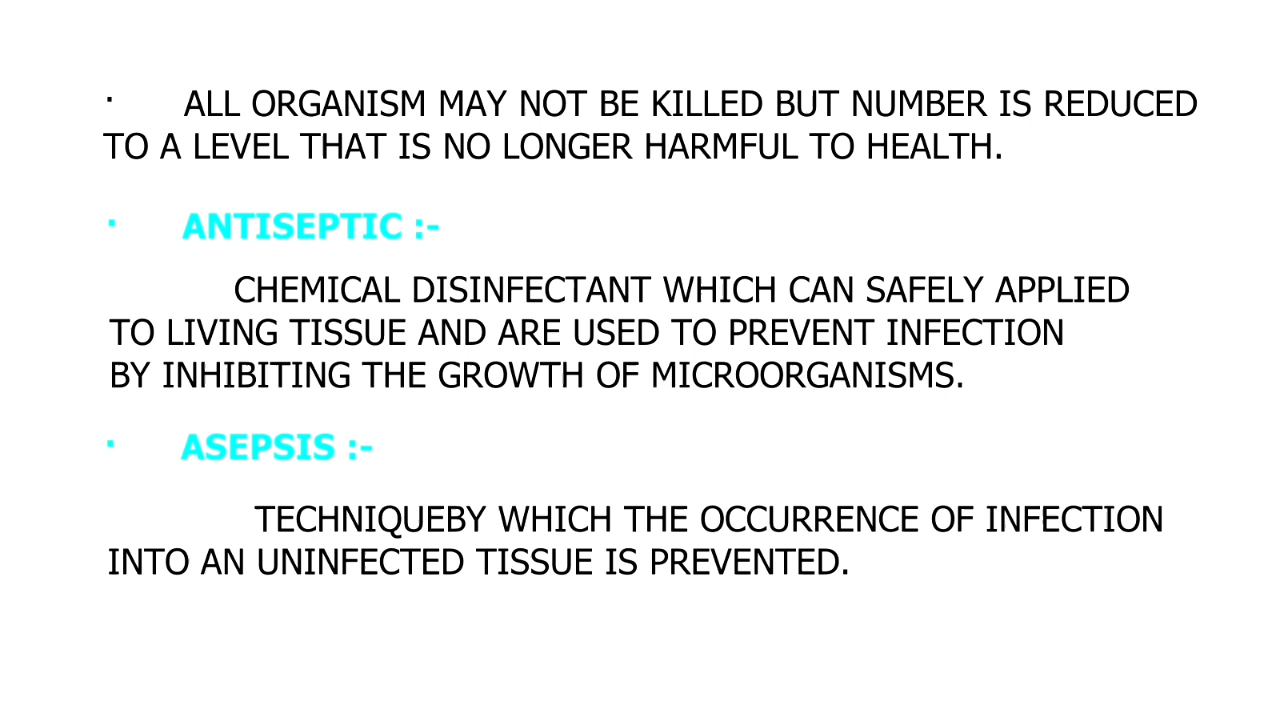 · ALL ORGANISM MAY NOT BE KILLED BUT NUMBER IS REDUCED
TO A LEVEL THAT IS NO LONGER HARMFUL TO HEALTH.
· ANTISEPTIC :-
CHEMICAL DISINFECTANT WHICH CAN SAFELY APPLIED
TO LIVING TISSUE AND ARE USED TO PREVENT INFECTION
BY INHIBITING THE GROWTH OF MICROORGANISMS.
· ASEPSIS :-
TECHNIQUEBY WHICH THE OCCURRENCE OF INFECTION
INTO AN UNINFECTED TISSUE IS PREVENTED.